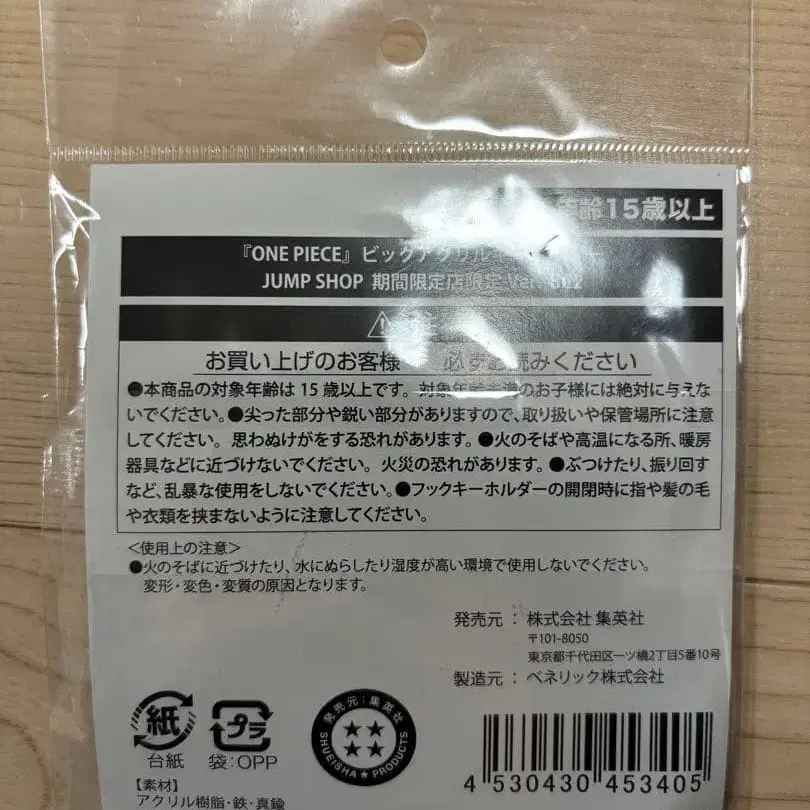 齢15歳以上
『ONE PIECE』ビッグアクリル
JUMP SHOP 期間限定店限定 Ver.
お買い上げのお客様 必ずお読みください
●本商品の対象年齢は 15 歳以上です。対象年齢未満のお子様には絶対に与えな
いでください。●尖った部分や鋭い部分がありますので、取り扱いや保管場所に注意
してください。思わぬけがをする恐れがあります。●火のそばや高温になる所、暖房
器具などに近づけないでください。火災の恐れがあります。●ぶつけたり、振り回す
など、乱暴な使用をしないでください。●フックキーホルダーの開閉時に指や髪の毛
や衣類を挟まないように注意してください。
<使用上の注意>
●火のそばに近づけたり、水にぬらしたり湿度が高い環境で使用しないでください。
変形・変色・変質の原因となります。
発売元 : 株式会社 集英社
〒101-8050
東京都千代田区一ツ橋2丁目5番10号
製造元 : ベネリック株式会社
紙
台紙
プラ
袋:OPP
発売元:集英社
SHUEISHA★PRODUCTS
4 530430 453405
【素材】
アクリル樹脂・鉄・真鍮